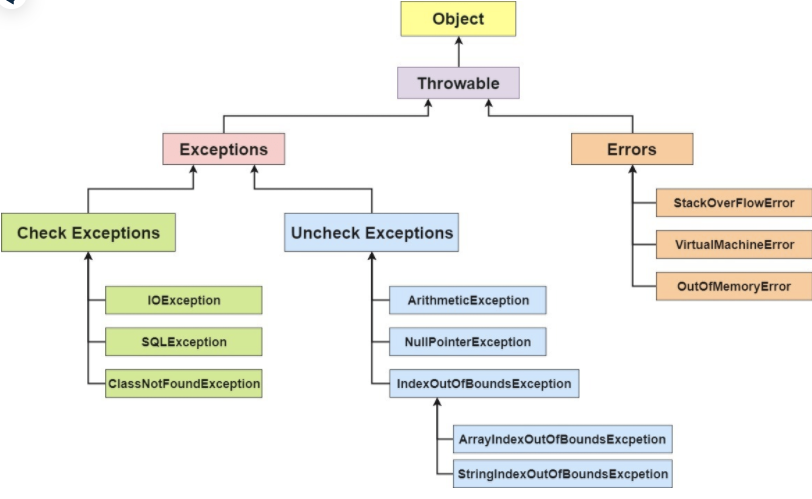 Object
Throwable
Exceptions
Errors
StackOverFlowError
VirtualMachineError
OutOfMemoryError
Check Exceptions
Uncheck Exceptions
IOException
SQLException
ClassNotFoundException
ArithmeticException
NullPointerException
IndexOutOfBoundsException
ArrayIndexOutOfBoundsExcpetion
StringIndexOutOfBoundsExcpetion